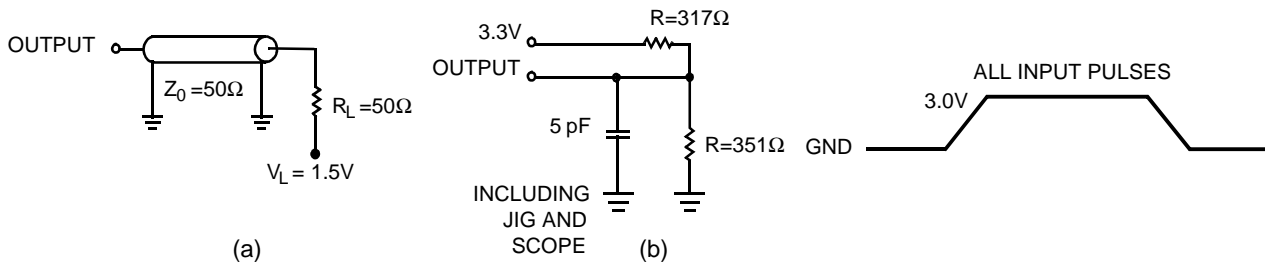 OUTPUT
Z0 =50Ω
RL =50Ω
VL = 1.5V
(a)
R=317Ω
3.3V
OUTPUT
5 pF
R=351Ω
INCLUDING
JIG AND
SCOPE
(b)
ALL INPUT PULSES
3.0V
GND